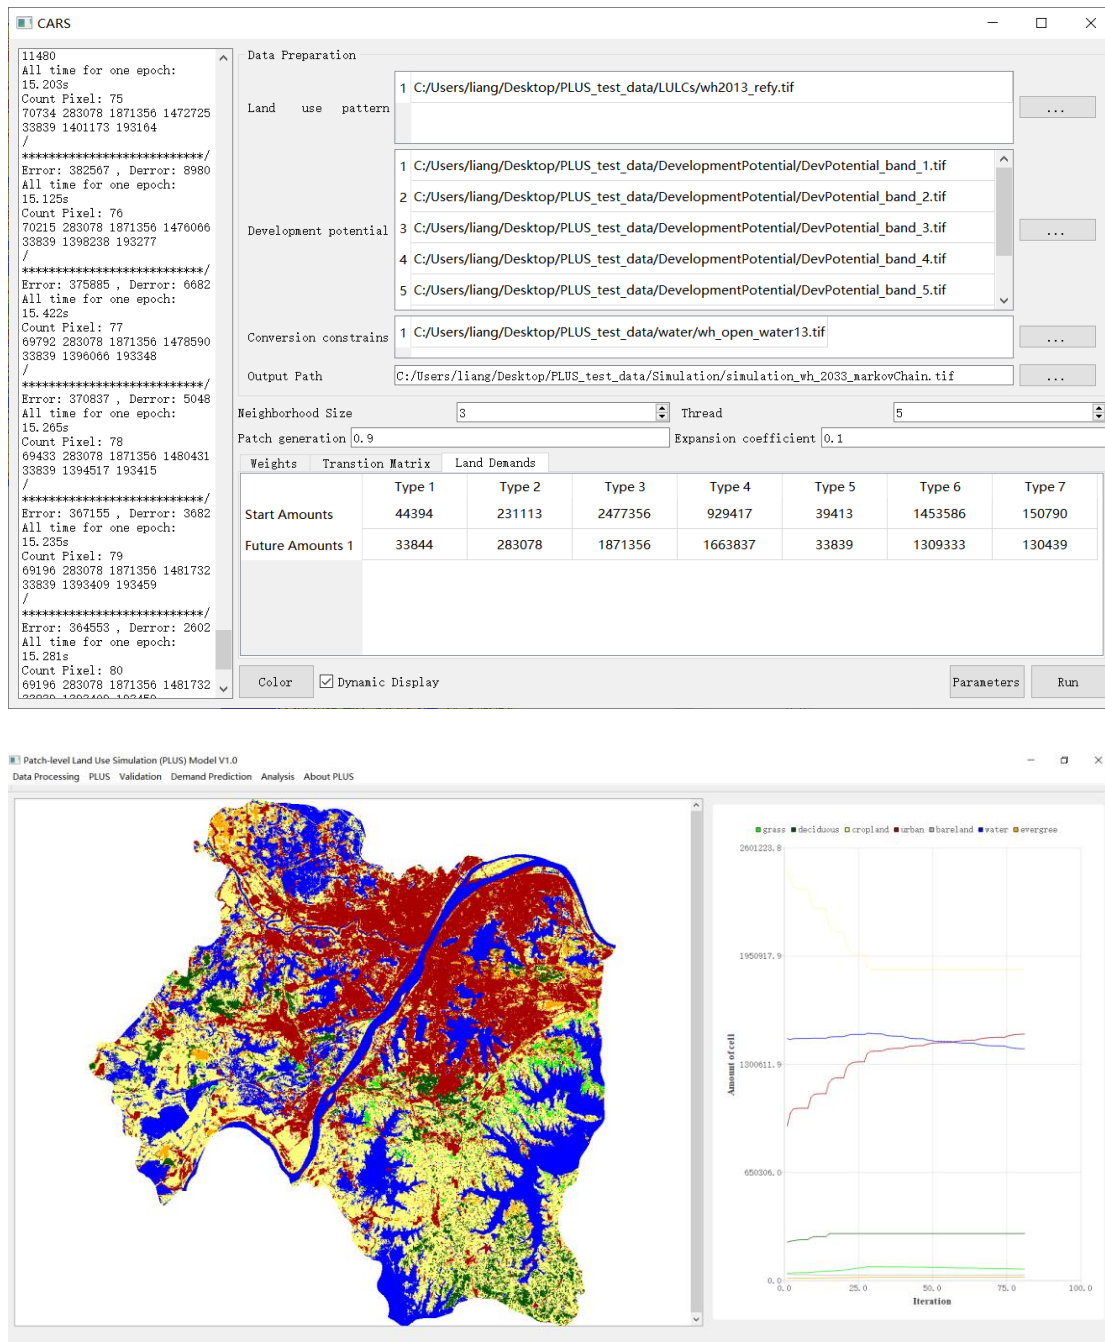 CARS
11480
All time for one epoch:
15.203s
Count Pixel: 75
70734 283078 1871356 1472725
33839 1401173 193164
/
***************************/
Error: 382567 , Derror: 8980
All time for one epoch:
15.125s
Count Pixel: 76
70215 283078 1871356 1476066
33839 1398238 193277
/
***************************/
Error: 375885 , Derror: 6682
All time for one epoch:
15.422s
Count Pixel: 77
69792 283078 1871356 1478590
33839 1396066 193348
/
***************************/
Error: 370837 , Derror: 5048
All time for one epoch:
15.265s
Count Pixel: 78
69433 283078 1871356 1480431
33839 1394517 193415
/
***************************/
Error: 367155 , Derror: 3682
All time for one epoch:
15.235s
Count Pixel: 79
69196 283078 1871356 1481732
33839 1393409 193459
/
***************************/
Error: 364553 , Derror: 2602
All time for one epoch:
15.281s
Count Pixel: 80
69196 283078 1871356 1481732
33839 1393409 193459
Data Preparation
Land use pattern
1 C:/Users/liang/Desktop/PLUS_test_data/LULCs/wh2013_refy.tif
...
Development potential
1 C:/Users/liang/Desktop/PLUS_test_data/DevelopmentPotential/DevPotential_band_1.tif
2 C:/Users/liang/Desktop/PLUS_test_data/DevelopmentPotential/DevPotential_band_2.tif
3 C:/Users/liang/Desktop/PLUS_test_data/DevelopmentPotential/DevPotential_band_3.tif
4 C:/Users/liang/Desktop/PLUS_test_data/DevelopmentPotential/DevPotential_band_4.tif
5 C:/Users/liang/Desktop/PLUS_test_data/DevelopmentPotential/DevPotential_band_5.tif
...
Conversion constrains
1 C:/Users/liang/Desktop/PLUS_test_data/water/wh_open_water13.tif
...
Output Path C:/Users/liang/Desktop/PLUS_test_data/Simulation/simulation_wh_2033_markovChain.tif ...
Neighborhood Size 3 Thread 5
Patch generation 0.9 Expansion coefficient 0.1
Weights Transtion Matrix Land Demands
Type 1 Type 2 Type 3 Type 4 Type 5 Type 6 Type 7
Start Amounts 44394 231113 2477356 929417 39413 1453586 150790
Future Amounts 1 33844 283078 1871356 1663837 33839 1309333 130439
Color Dynamic Display Parameters Run
Patch-level Land Use Simulation (PLUS) Model V1.0
Data Processing PLUS Validation Demand Prediction Analysis About PLUS
grass deciduous cropland urban bareland water evergree
2601223.8
1950917.9
1300611.9
650306.0
0.0
Amount of cell
0.0 25.0 50.0 75.0 100.0
Iteration